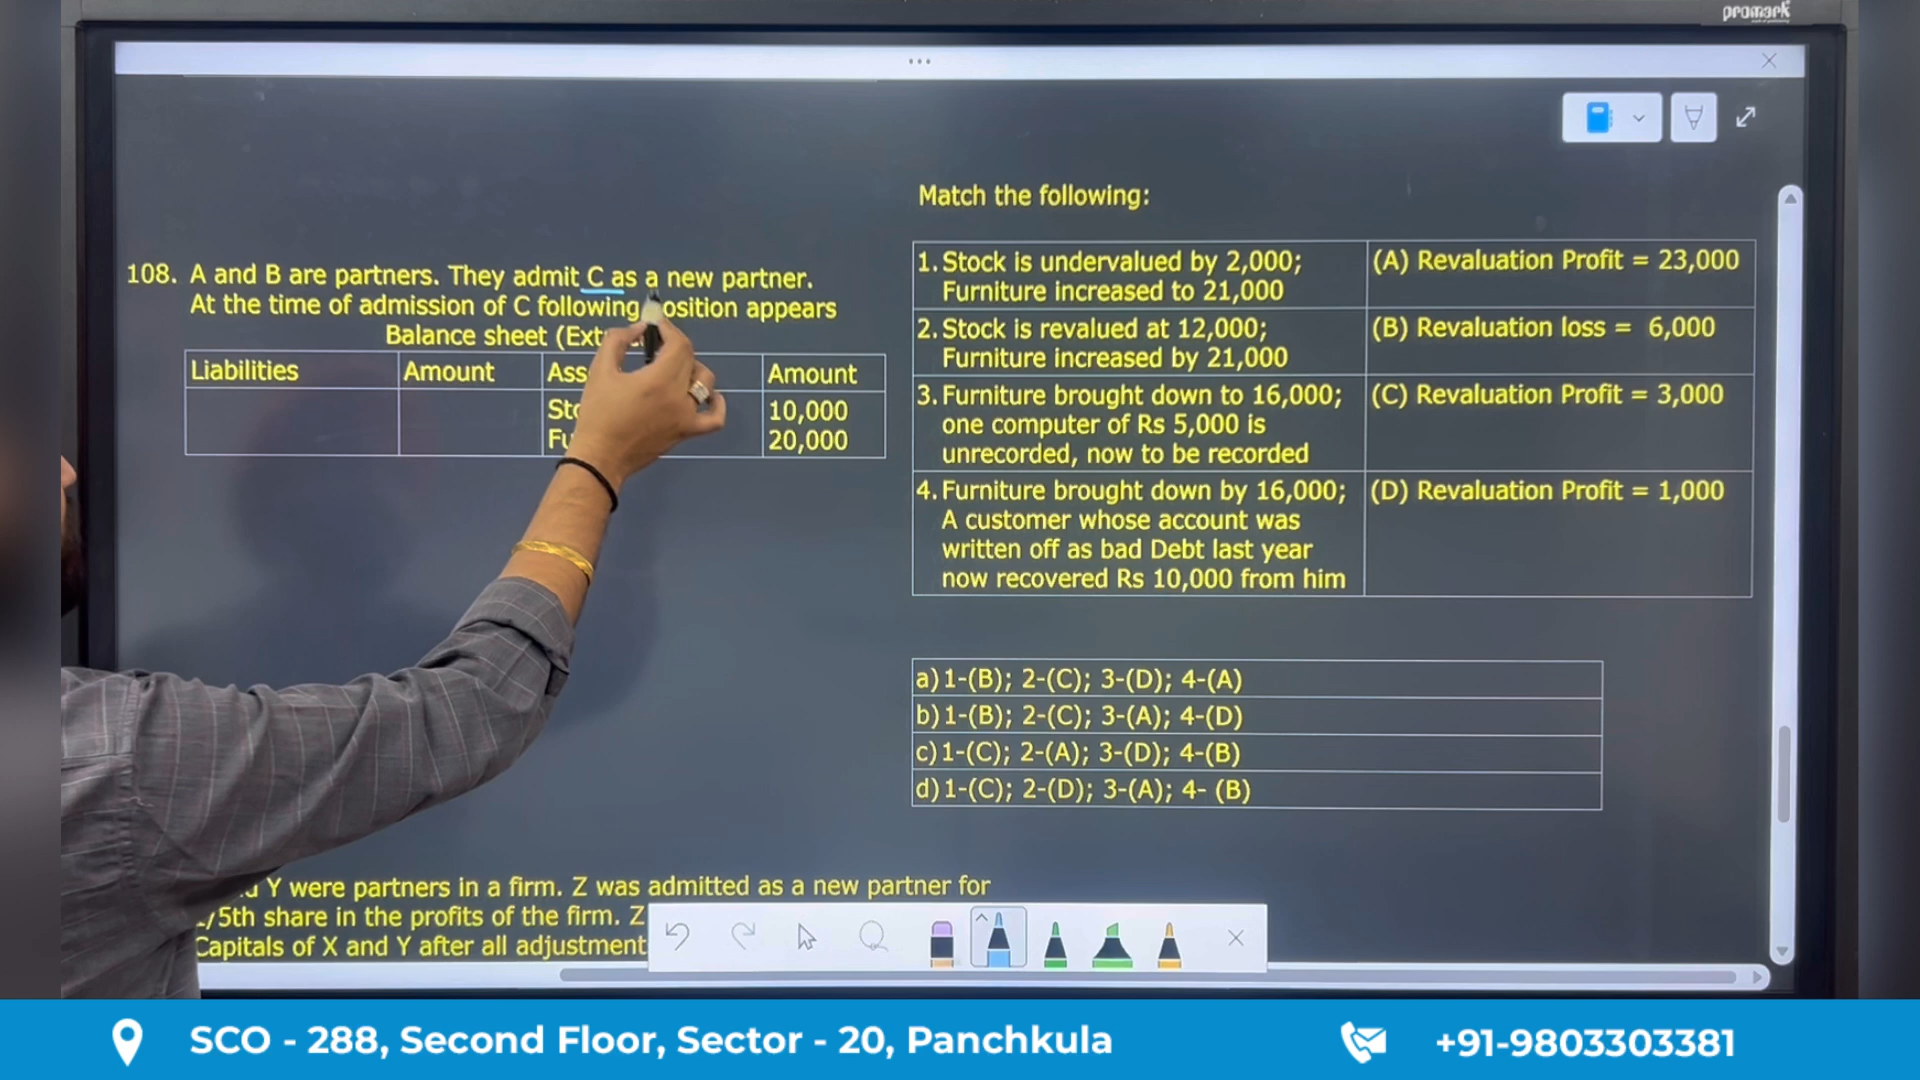 promark
108. A and B are partners. They admit C as a new partner.
At the time of admission of C following position appears
Balance sheet
Liabilities Amount Amount
10,000
20,000
Match the following:
1. Stock is undervalued by 2,000; (A) Revaluation Profit = 23,000
Furniture increased to 21,000
2. Stock is revalued at 12,000; (B) Revaluation loss = 6,000
Furniture increased by 21,000
3. Furniture brought down to 16,000; (C) Revaluation Profit = 3,000
one computer of Rs 5,000 is
unrecorded, now to be recorded
4. Furniture brought down by 16,000; (D) Revaluation Profit = 1,000
A customer whose account was
written off as bad Debt last year
now recovered Rs 10,000 from him
a) 1-(B); 2-(C); 3-(D); 4-(A)
b) 1-(B); 2-(C); 3-(A); 4-(D)
c) 1-(C); 2-(A); 3-(D); 4-(B)
d) 1-(C); 2-(D); 3-(A); 4- (B)
Y were partners in a firm. Z was admitted as a new partner for
/5th share in the profits of the firm. Z
Capitals of X and Y after all adjustment
SCO - 288, Second Floor, Sector - 20, Panchkula
+91-9803303381